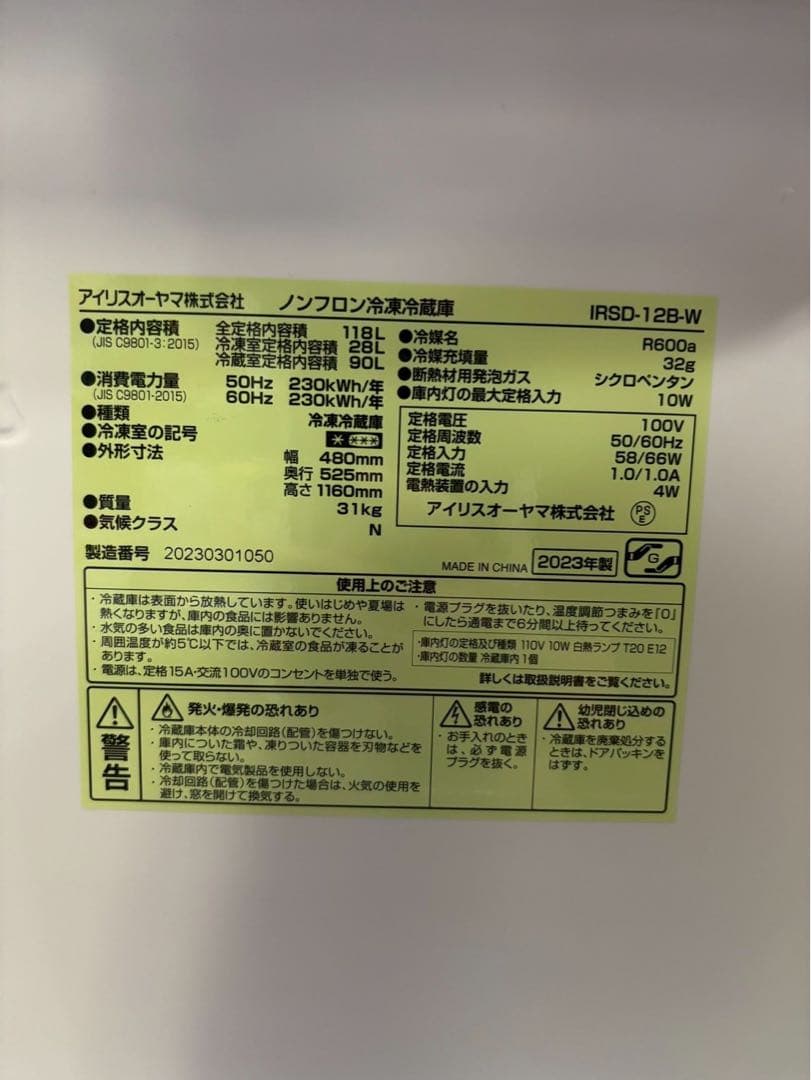 アイリスオーヤマ株式会社 ノンフロン冷凍冷蔵庫 IRSD-12B-W
●定格内容積 全定格内容積 118L
(JIS C9801-3:2015) 冷凍室定格内容積 28L
冷蔵室定格内容積 90L
●消費電力量 50Hz 230kWh/年
(JIS C9801-2015) 60Hz 230kWh/年
●種類 冷凍冷蔵庫
●冷凍室の記号 ****
●外形寸法 幅 480mm
奥行 525mm
高さ 1160mm
●質量 31kg
●気候クラス N
●冷媒名 R600a
●冷媒充填量 32g
●断熱材用発泡ガス シクロペンタン
●庫内灯の最大定格入力 10W
定格電圧 100V
定格周波数 50/60Hz
定格入力 58/66W
定格電流 1.0/1.0A
電熱装置の入力 4W
アイリスオーヤマ株式会社 PSE
製造番号 20230301050
MADE IN CHINA 2023年製 G
使用上のご注意
・冷蔵庫は表面から放熱しています。使いはじめや夏場は
熱くなりますが、庫内の食品には影響ありません。
・水気の多い食品は庫内の奥に置かないでください。
・周囲温度が約5℃以下では、冷蔵室の食品が凍ることが
あります。
・電源は、定格15A・交流100Vのコンセントを単独で使う。
・電源プラグを抜いたり、温度調節つまみを「0」
にしたら通電まで6分間以上待ってください。
・庫内灯の定格及び種類 110V 10W 白熱ランプ T20 E12
・庫内灯の数量 冷蔵庫内1個
詳しくは取扱説明書をご覧ください。
警告
発火・爆発の恐れあり
・冷蔵庫本体の冷却回路(配管)を傷つけない。
・庫内についた霜や、凍りついた容器を刃物などを
使って取らない。
・冷蔵庫内で電気製品を使用しない。
・冷却回路(配管)を傷つけた場合は、火気の使用を
避け、窓を開けて換気する。
感電の
恐れあり
・お手入れのとき
は、必ず電源
プラグを抜く。
幼児閉じ込めの
恐れあり
・冷蔵庫を廃棄処分する
ときは、ドアパッキンを
はずす。